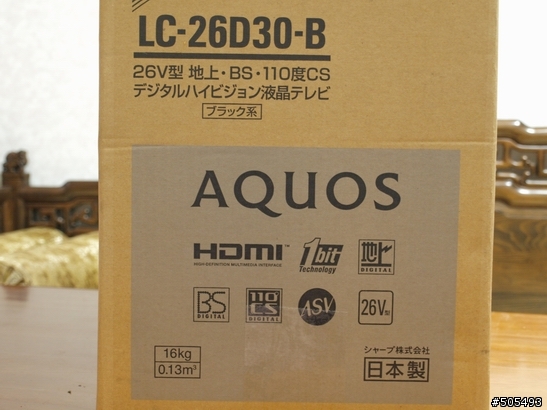 LC-26D30-B
26V型 地上・BS・110度CS
デジタルハイビジョン液晶テレビ
ブラック系
AQUOS
HDMI™ 1bit 地上
HIGH-DEFINITION MULTIMEDIA INTERFACE Technology DIGITAL
BS 110 CS ASV 26V型
DIGITAL DIGITAL
16kg
0.13m³
シャープ株式会社
日本製
#505493